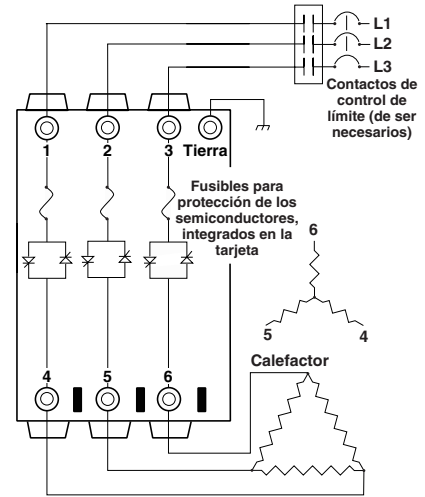 L1
L2
L3
Contactos de
control de
límite (de ser
necesarios)
1 2 3 Tierra
Fusibles para
protección de los
semiconductores,
integrados en la
tarjeta
6
5 4
Calefactor
4 5 6